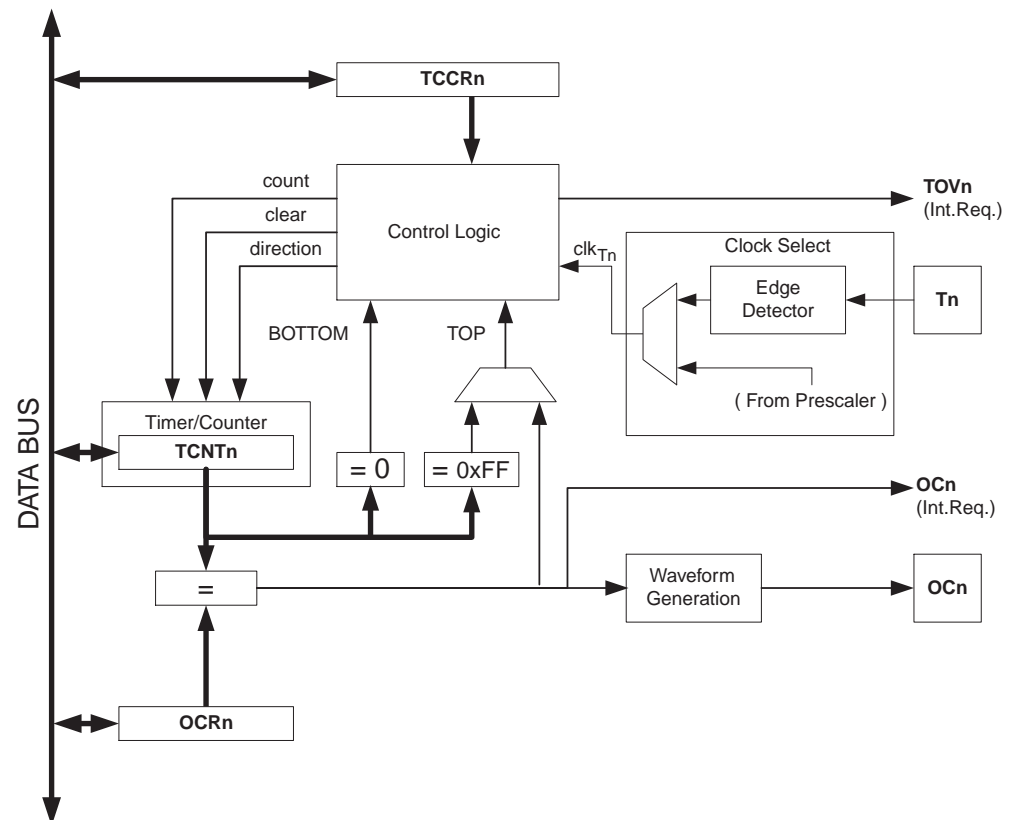 TCCRn
count
clear
direction
Control Logic
TOVn
(Int.Req.)
clkTn
Clock Select
Edge
Detector
Tn
( From Prescaler )
BOTTOM
TOP
DATA BUS
Timer/Counter
TCNTn
= 0
= 0xFF
OCn
(Int.Req.)
=
Waveform
Generation
OCn
OCRn